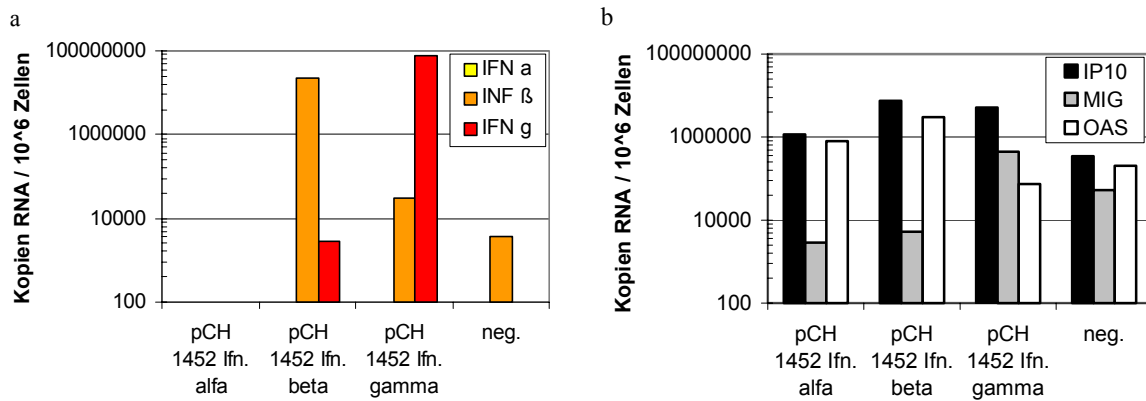 a
Kopien RNA / 10^6 Zellen
100000000
1000000
10000
100
IFN a
INF ß
IFN g
pCH 1452 Ifn. alfa
pCH 1452 Ifn. beta
pCH 1452 Ifn. gamma
neg.
b
Kopien RNA / 10^6 Zellen
100000000
1000000
10000
100
IP10
MIG
OAS
pCH 1452 Ifn. alfa
pCH 1452 Ifn. beta
pCH 1452 Ifn. gamma
neg.